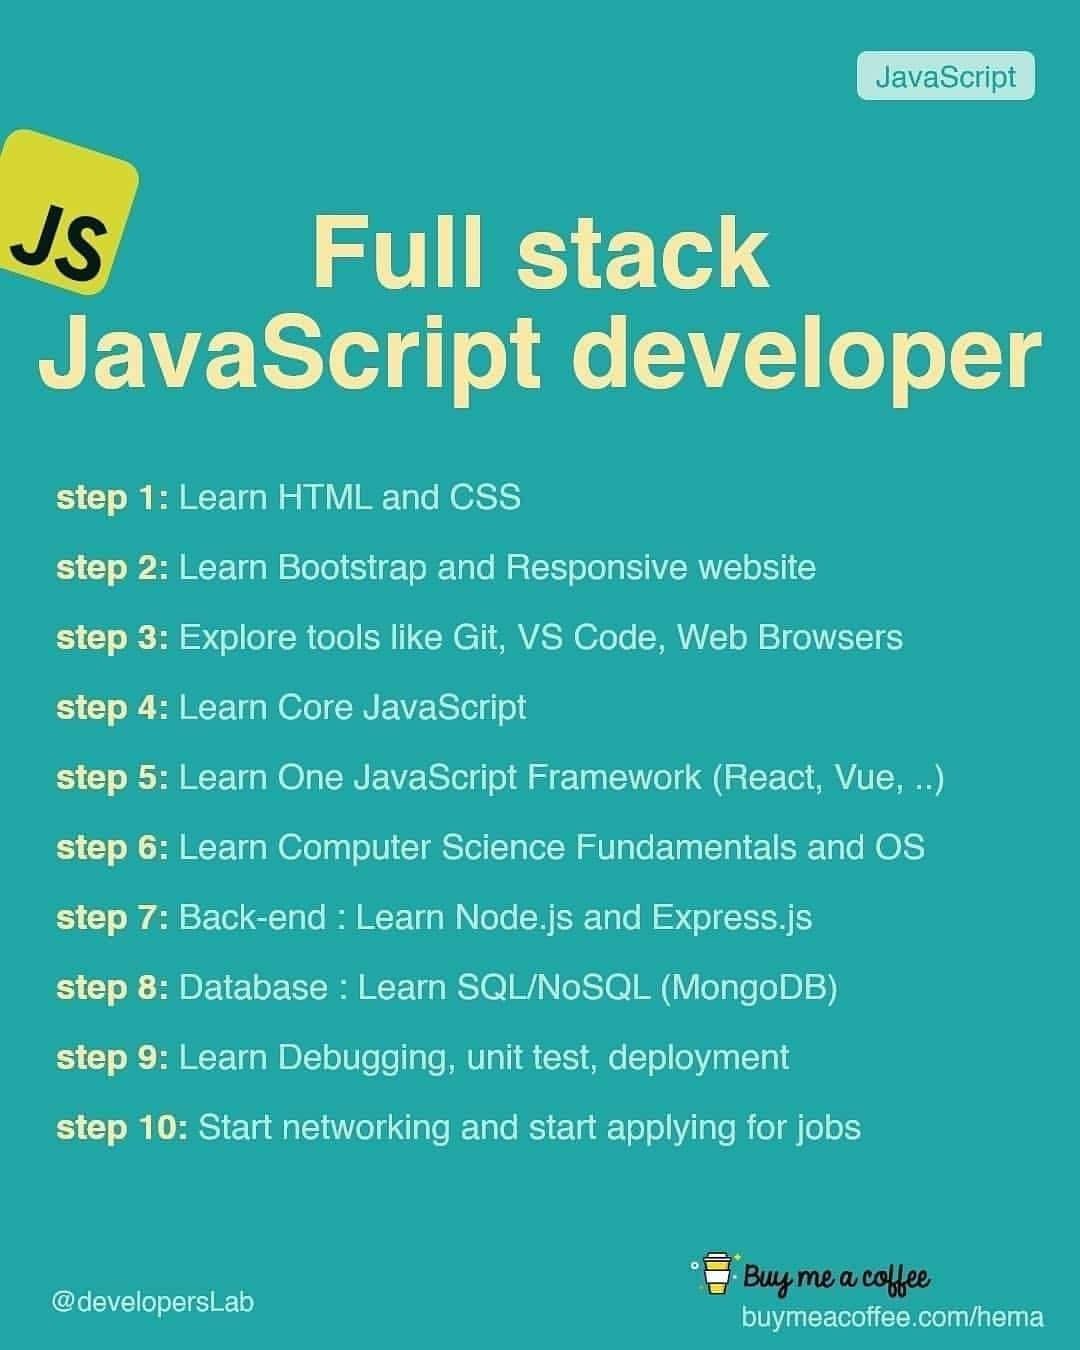 JavaScript
JS
Full stack
JavaScript developer
step 1: Learn HTML and CSS
step 2: Learn Bootstrap and Responsive website
step 3: Explore tools like Git, VS Code, Web Browsers
step 4: Learn Core JavaScript
step 5: Learn One JavaScript Framework (React, Vue, ..)
step 6: Learn Computer Science Fundamentals and OS
step 7: Back-end : Learn Node.js and Express.js
step 8: Database : Learn SQL/NoSQL (MongoDB)
step 9: Learn Debugging, unit test, deployment
step 10: Start networking and start applying for jobs
Buy me a coffee
@developersLab
buymeacoffee.com/hema